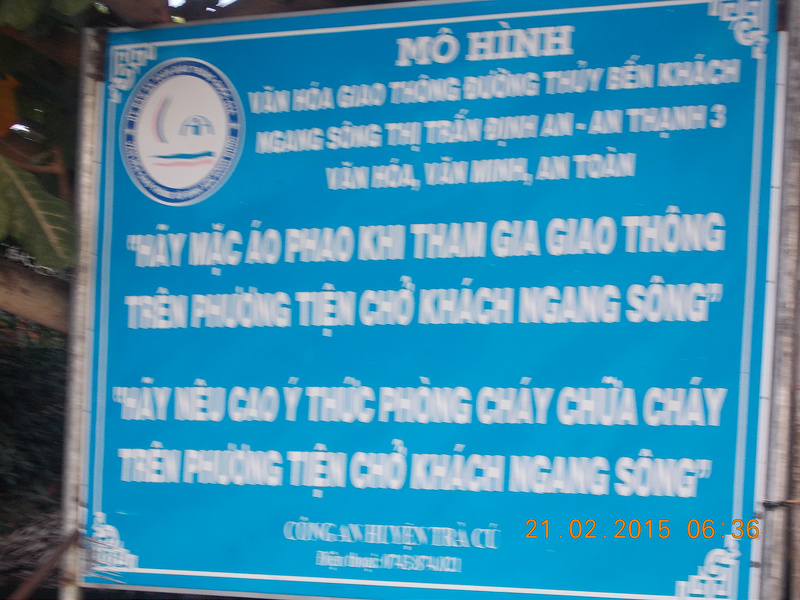 MÔ HÌNH
VĂN HÓA GIAO THÔNG ĐƯỜNG THỦY BẾN KHÁCH
NGANG SÔNG THỊ TRẤN ĐỊNH AN - AN THẠNH 3
VĂN HÓA, VĂN MINH, AN TOÀN
"HÃY MẶC ÁO PHAO KHI THAM GIA GIAO THÔNG
TRÊN PHƯƠNG TIỆN CHỞ KHÁCH NGANG SÔNG"
"HÃY NÊU CAO Ý THỨC PHÒNG CHÁY CHỮA CHÁY
TRÊN PHƯƠNG TIỆN CHỞ KHÁCH NGANG SÔNG"
CÔNG AN HUYỆN TRÀ CÚ
Điện thoại:
21.02.2015 06:36